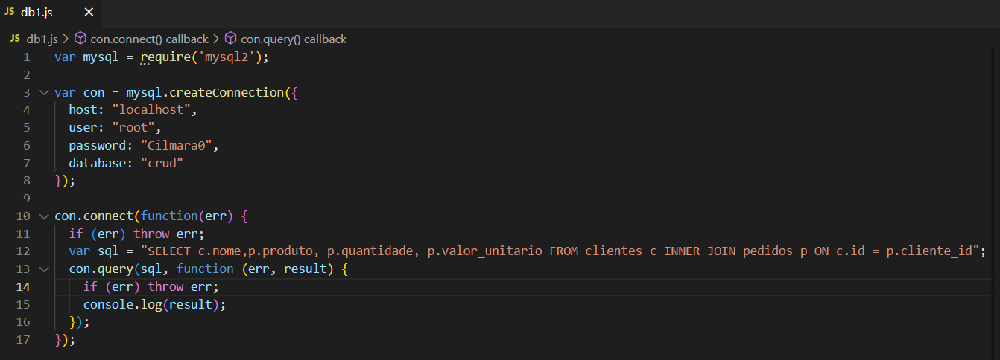 JS db1.js ×
JS db1.js > con.connect() callback > con.query() callback
1 var mysql = require('mysql2');
2
3 var con = mysql.createConnection({
4 host: "localhost",
5 user: "root",
6 password: "Cilmara0",
7 database: "crud"
8 });
9
10 con.connect(function(err) {
11 if (err) throw err;
12 var sql = "SELECT c.nome,p.produto, p.quantidade, p.valor_unitario FROM clientes c INNER JOIN pedidos p ON c.id = p.cliente_id";
13 con.query(sql, function (err, result) {
14 if (err) throw err;
15 console.log(result);
16 });
17 });